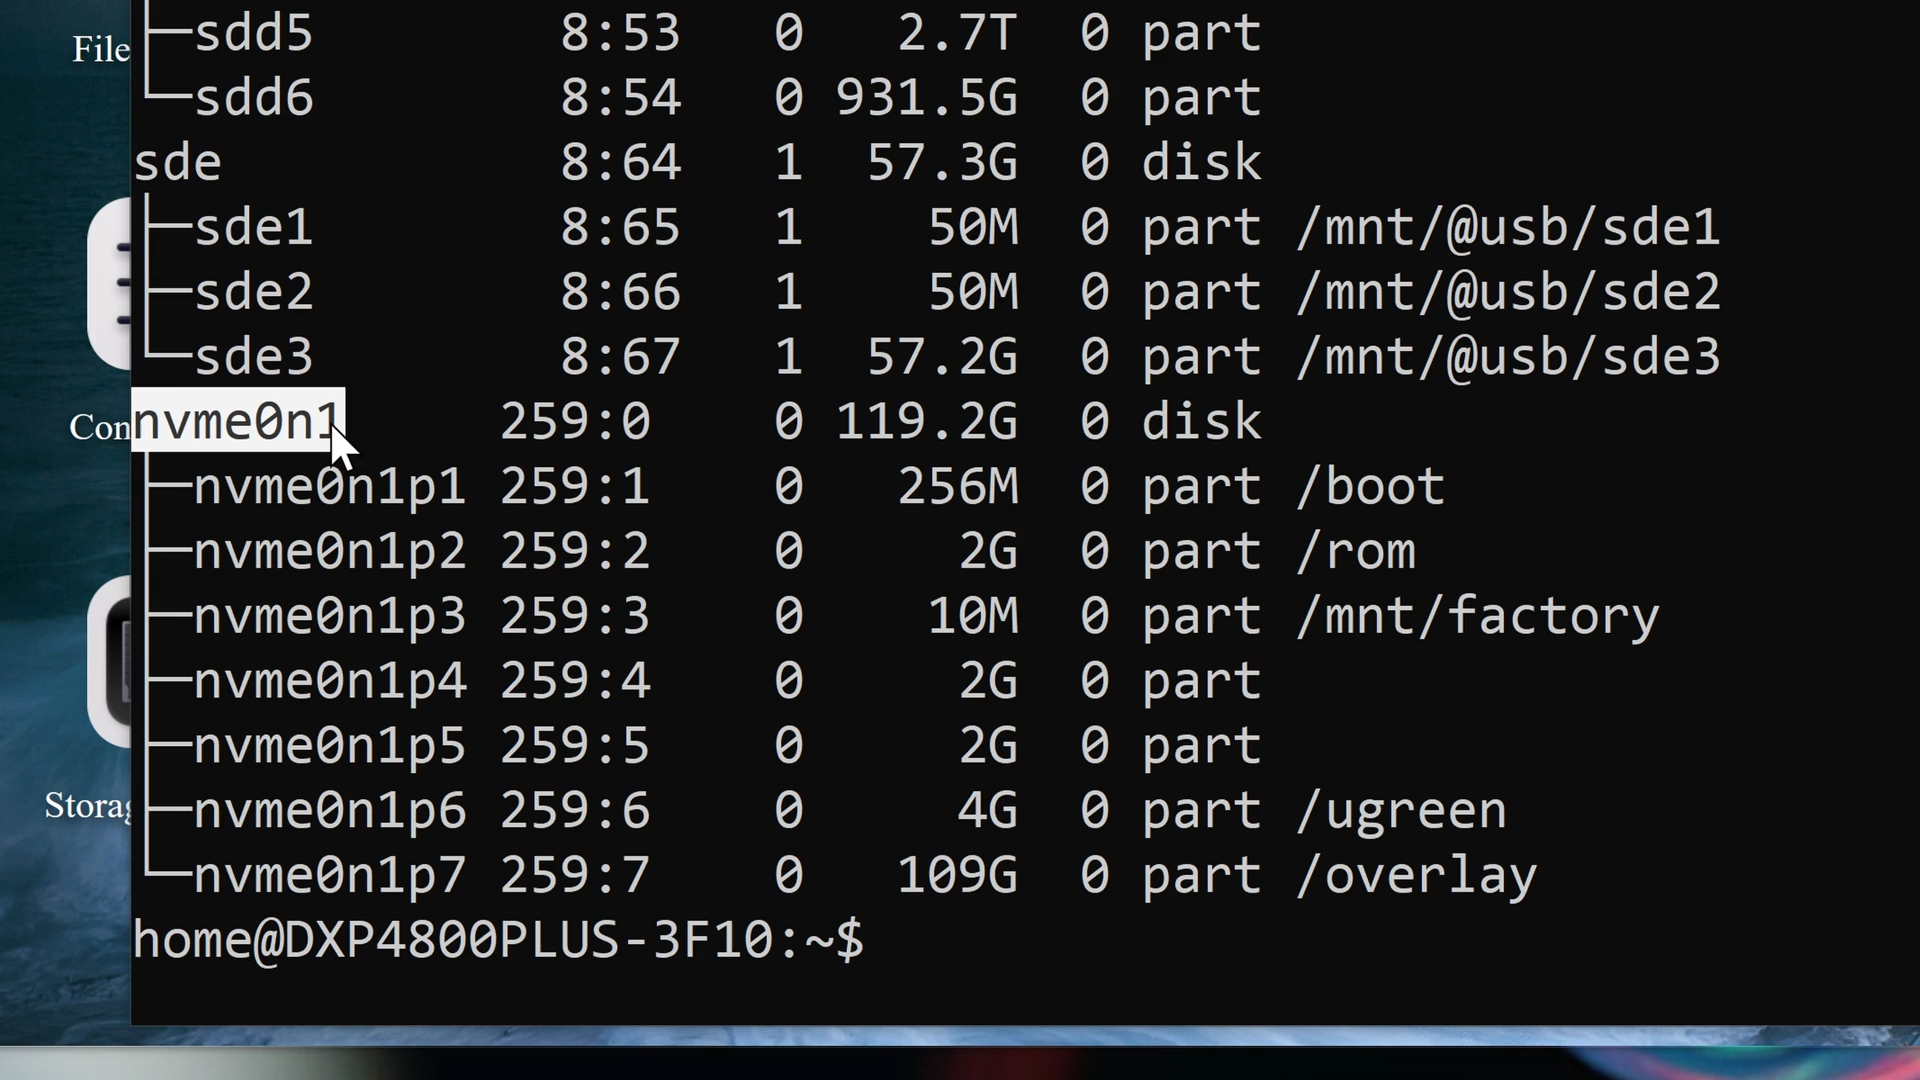 ├─sdd5 8:53 0 2.7T 0 part
└─sdd6 8:54 0 931.5G 0 part
sde 8:64 1 57.3G 0 disk
├─sde1 8:65 1 50M 0 part /mnt/@usb/sde1
├─sde2 8:66 1 50M 0 part /mnt/@usb/sde2
└─sde3 8:67 1 57.2G 0 part /mnt/@usb/sde3
nvme0n1 259:0 0 119.2G 0 disk
├─nvme0n1p1 259:1 0 256M 0 part /boot
├─nvme0n1p2 259:2 0 2G 0 part /rom
├─nvme0n1p3 259:3 0 10M 0 part /mnt/factory
├─nvme0n1p4 259:4 0 2G 0 part
├─nvme0n1p5 259:5 0 2G 0 part
├─nvme0n1p6 259:6 0 4G 0 part /ugreen
└─nvme0n1p7 259:7 0 109G 0 part /overlay
home@DXP4800PLUS-3F10:~$
File
Con
Storag